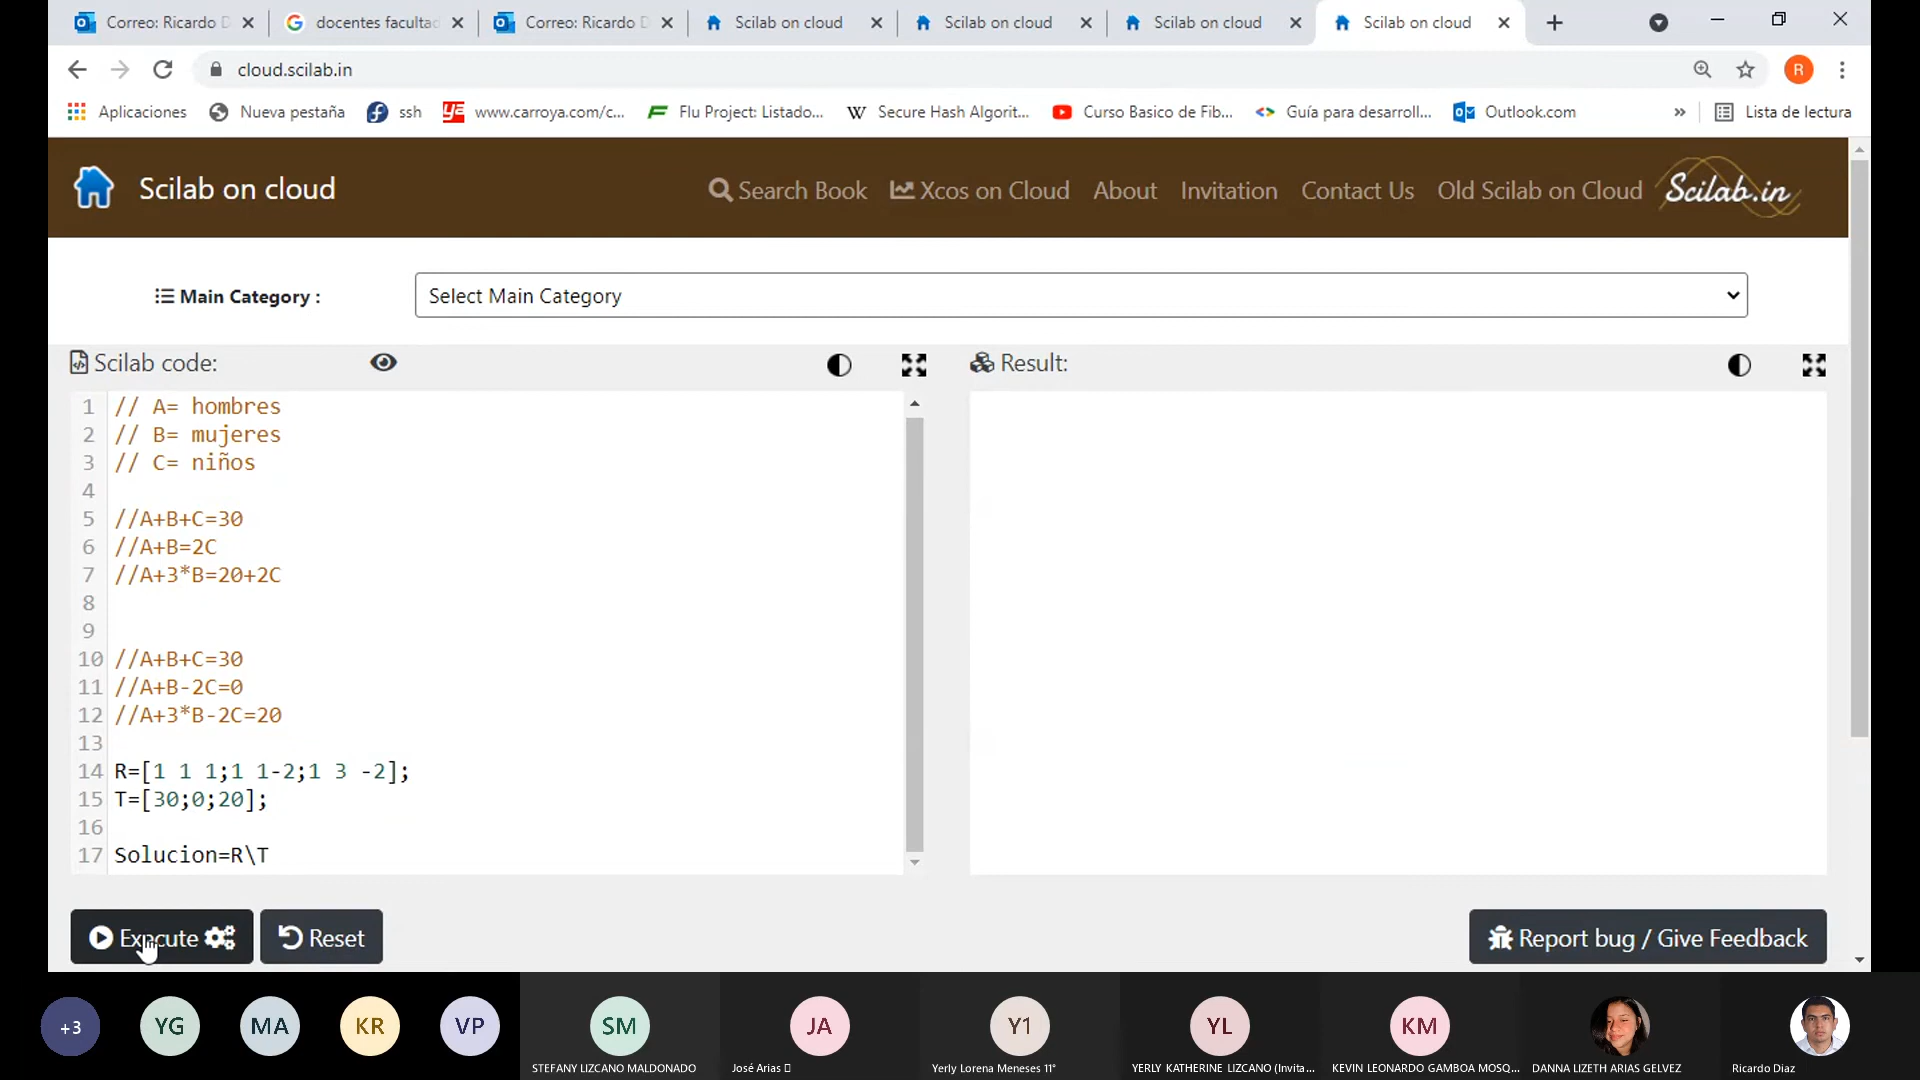 Correo: Ricardo D
docentes facultad
Correo: Ricardo D
Scilab on cloud
Scilab on cloud
Scilab on cloud
Scilab on cloud
cloud.scilab.in
R
Aplicaciones
Nueva pestaña
ssh
www.carroya.com/c...
Flu Project: Listado...
W Secure Hash Algorit...
Curso Basico de Fib...
Guía para desarroll...
Outlook.com
»
Lista de lectura
Scilab on cloud
Search Book
Xcos on Cloud
About
Invitation
Contact Us
Old Scilab on Cloud
Scilab.in
Main Category :
Select Main Category
Scilab code:
Result:
1 // A= hombres
2 // B= mujeres
3 // C= niños
4
5 //A+B+C=30
6 //A+B=2C
7 //A+3*B=20+2C
8
9
10 //A+B+C=30
11 //A+B-2C=0
12 //A+3*B-2C=20
13
14 R=[1 1 1;1 1-2;1 3 -2];
15 T=[30;0;20];
16
17 Solucion=R\T
Execute
Reset
Report bug / Give Feedback
+3
YG
MA
KR
VP
SM
JA
Y1
YL
KM
STEFANY LIZCANO MALDONADO
José Arias
Yerly Lorena Meneses 11°
YERLY KATHERINE LIZCANO (Invita...
KEVIN LEONARDO GAMBOA MOSQ...
DANNA LIZETH ARIAS GELVEZ
Ricardo Diaz